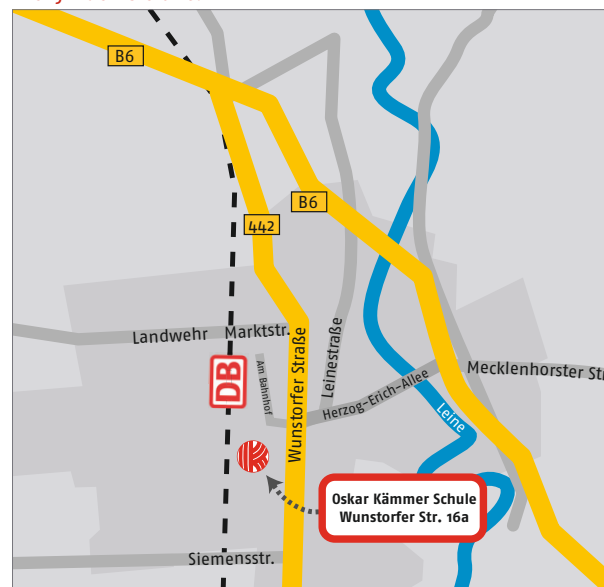 B6
B6
442
Landwehr
Marktstr.
Leinestraße
Wunstorfer Straße
Am Bahnhof
Herzog-Erich-Allee
Mecklenhorster Str
DB
Leine
Oskar Kämmer Schule
Wunstorfer Str. 16a
Siemensstr.